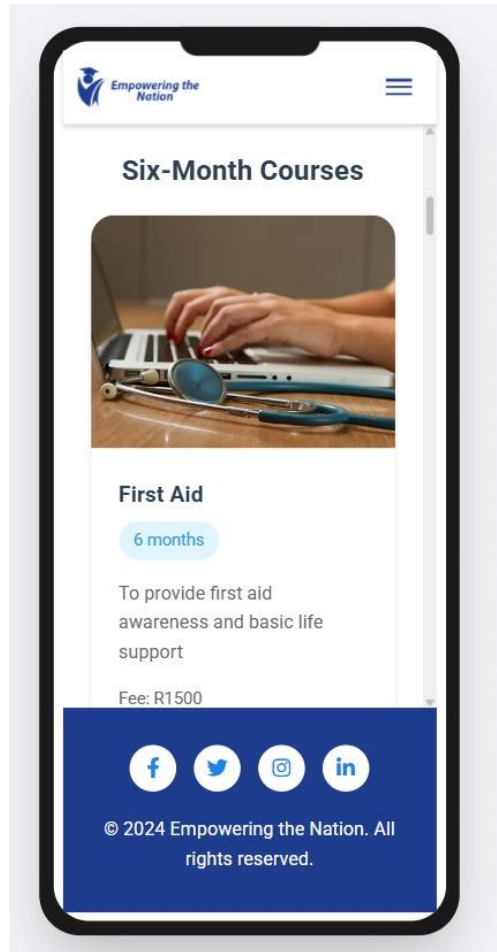 Empowering the
Nation
Six-Month Courses
First Aid
6 months
To provide first aid
awareness and basic life
support
Fee: R1500
© 2024 Empowering the Nation. All
rights reserved.